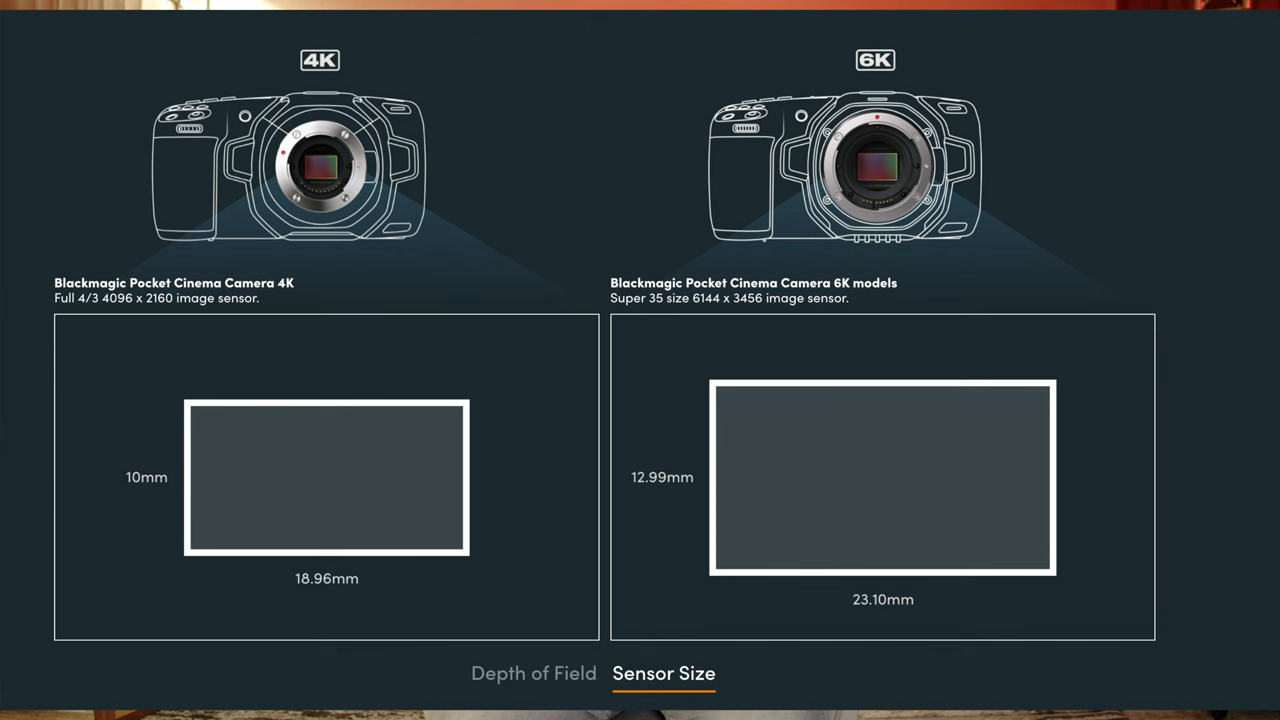 4K
6K
Blackmagic Pocket Cinema Camera 4K
Full 4/3 4096 x 2160 image sensor.
Blackmagic Pocket Cinema Camera 6K models
Super 35 size 6144 x 3456 image sensor.
10mm
18.96mm
12.99mm
23.10mm
Depth of Field
Sensor Size